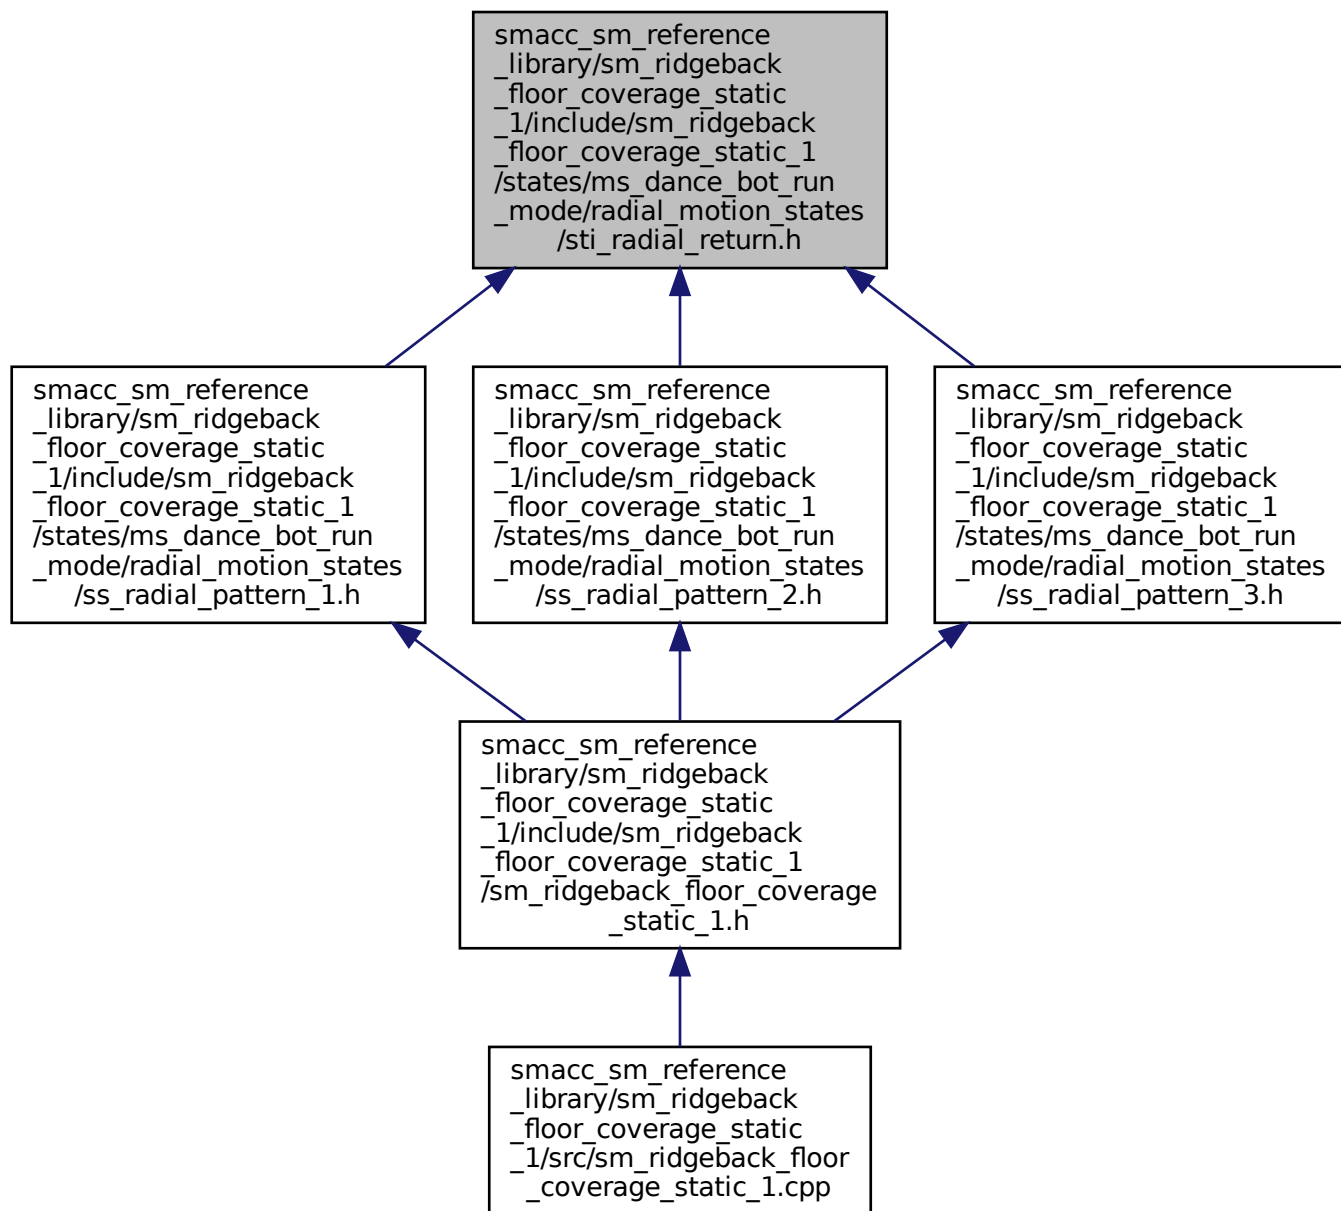 smacc_sm_reference
_library/sm_ridgeback
_floor_coverage_static
_1/include/sm_ridgeback
_floor_coverage_static_1
/states/ms_dance_bot_run
_mode/radial_motion_states
/sti_radial_return.h
smacc_sm_reference
_library/sm_ridgeback
_floor_coverage_static
_1/include/sm_ridgeback
_floor_coverage_static_1
/states/ms_dance_bot_run
_mode/radial_motion_states
/ss_radial_pattern_1.h
smacc_sm_reference
_library/sm_ridgeback
_floor_coverage_static
_1/include/sm_ridgeback
_floor_coverage_static_1
/states/ms_dance_bot_run
_mode/radial_motion_states
/ss_radial_pattern_2.h
smacc_sm_reference
_library/sm_ridgeback
_floor_coverage_static
_1/include/sm_ridgeback
_floor_coverage_static_1
/states/ms_dance_bot_run
_mode/radial_motion_states
/ss_radial_pattern_3.h
smacc_sm_reference
_library/sm_ridgeback
_floor_coverage_static
_1/include/sm_ridgeback
_floor_coverage_static_1
/sm_ridgeback_floor_coverage
_static_1.h
smacc_sm_reference
_library/sm_ridgeback
_floor_coverage_static
_1/src/sm_ridgeback_floor
_coverage_static_1.cpp